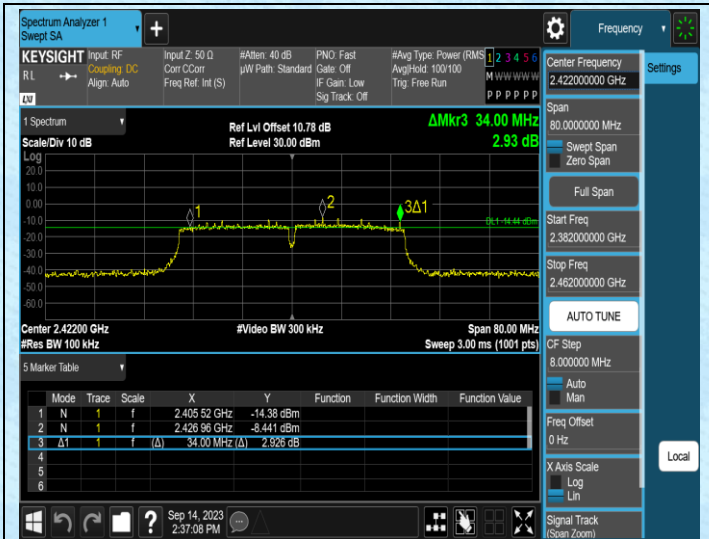 Spectrum Analyzer 1
Swept SA
+
Frequency
KEYSIGHT
RL
LXI
Input: RF
Coupling: DC
Align: Auto
Input Z: 50 Ω
Corr CCorr
Freq Ref: Int (S)
#Atten: 40 dB
µW Path: Standard
PNO: Fast
Gate: Off
IF Gain: Low
Sig Track: Off
#Avg Type: Power (RMS
Avg|Hold: 100/100
Trig: Free Run
1 2 3 4 5 6
M W W W W W
P P P P P P
1 Spectrum
Scale/Div 10 dB
Ref Lvl Offset 10.78 dB
Ref Level 30.00 dBm
ΔMkr3 34.00 MHz
2.93 dB
Log
20.0
10.0
0.00
-10.0
-20.0
-30.0
-40.0
-50.0
-60.0
1
2
3Δ1
DL1 -14.44 dBm
Center 2.42200 GHz
#Res BW 100 kHz
#Video BW 300 kHz
Span 80.00 MHz
Sweep 3.00 ms (1001 pts)
5 Marker Table
Mode Trace Scale X Y Function Function Width Function Value
1 N 1 f 2.405 52 GHz -14.38 dBm
2 N 1 f 2.426 96 GHz -8.441 dBm
3 Δ1 1 f (Δ) 34.00 MHz (Δ) 2.926 dB
4
5
6
?
Sep 14, 2023
2:37:08 PM
Center Frequency
2.422000000 GHz
Settings
Span
80.0000000 MHz
Swept Span
Zero Span
Full Span
Start Freq
2.382000000 GHz
Stop Freq
2.462000000 GHz
AUTO TUNE
CF Step
8.000000 MHz
Auto
Man
Freq Offset
0 Hz
Local
X Axis Scale
Log
Lin
Signal Track
(Span Zoom)